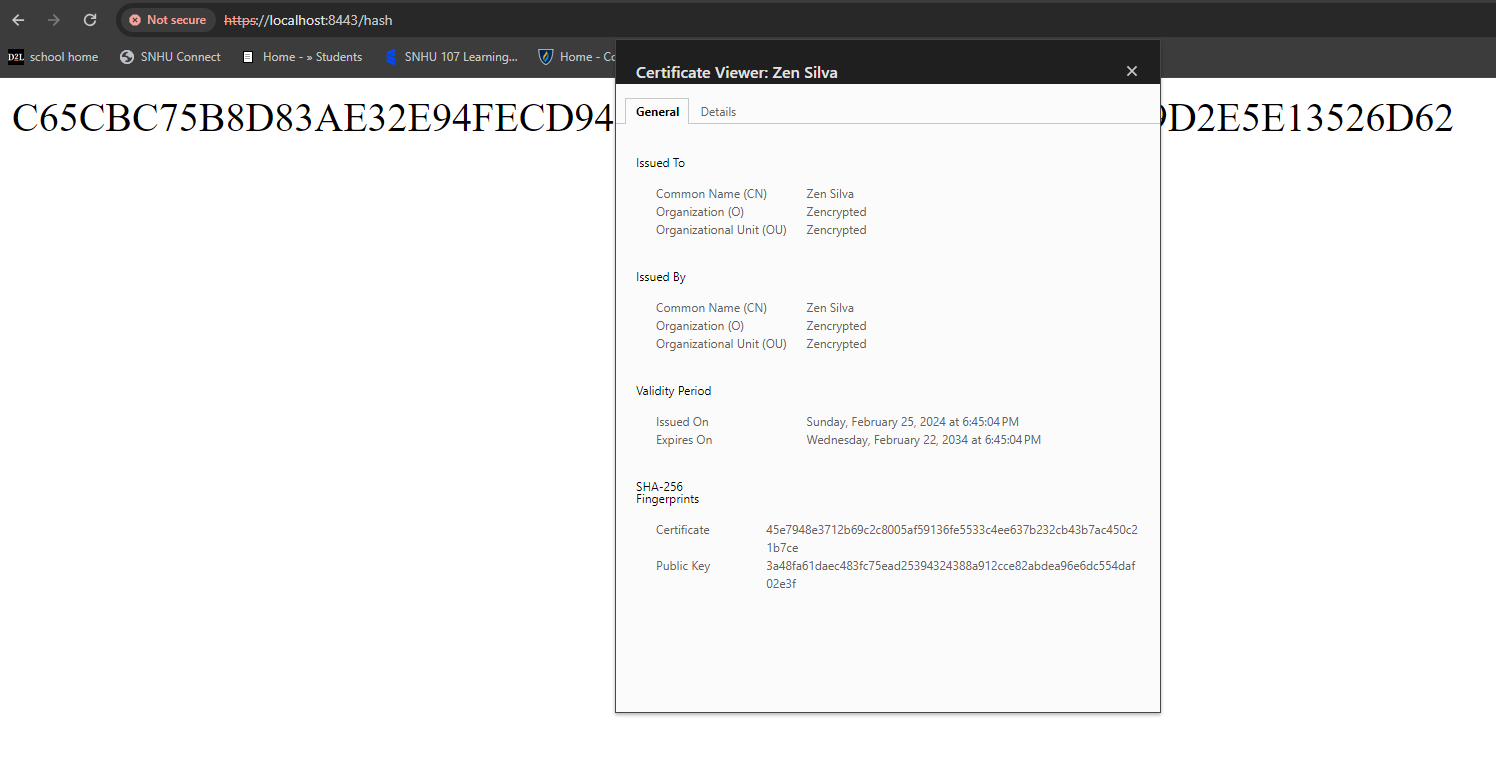 Not secure https://localhost:8443/hash
D2L school home SNHU Connect Home - » Students SNHU 107 Learning... Home - Co
Certificate Viewer: Zen Silva
C65CBC75B8D83AE32E94FECD94 9D2E5E13526D62
General Details
Issued To
Common Name (CN) Zen Silva
Organization (O) Zencrypted
Organizational Unit (OU) Zencrypted
Issued By
Common Name (CN) Zen Silva
Organization (O) Zencrypted
Organizational Unit (OU) Zencrypted
Validity Period
Issued On Sunday, February 25, 2024 at 6:45:04 PM
Expires On Wednesday, February 22, 2034 at 6:45:04 PM
SHA-256
Fingerprints
Certificate 45e7948e3712b69c2c8005af59136fe5533c4ee637b232cb43b7ac450c2
1b7ce
Public Key 3a48fa61daec483fc75ead25394324388a912cce82abdea96e6dc554daf
02e3f